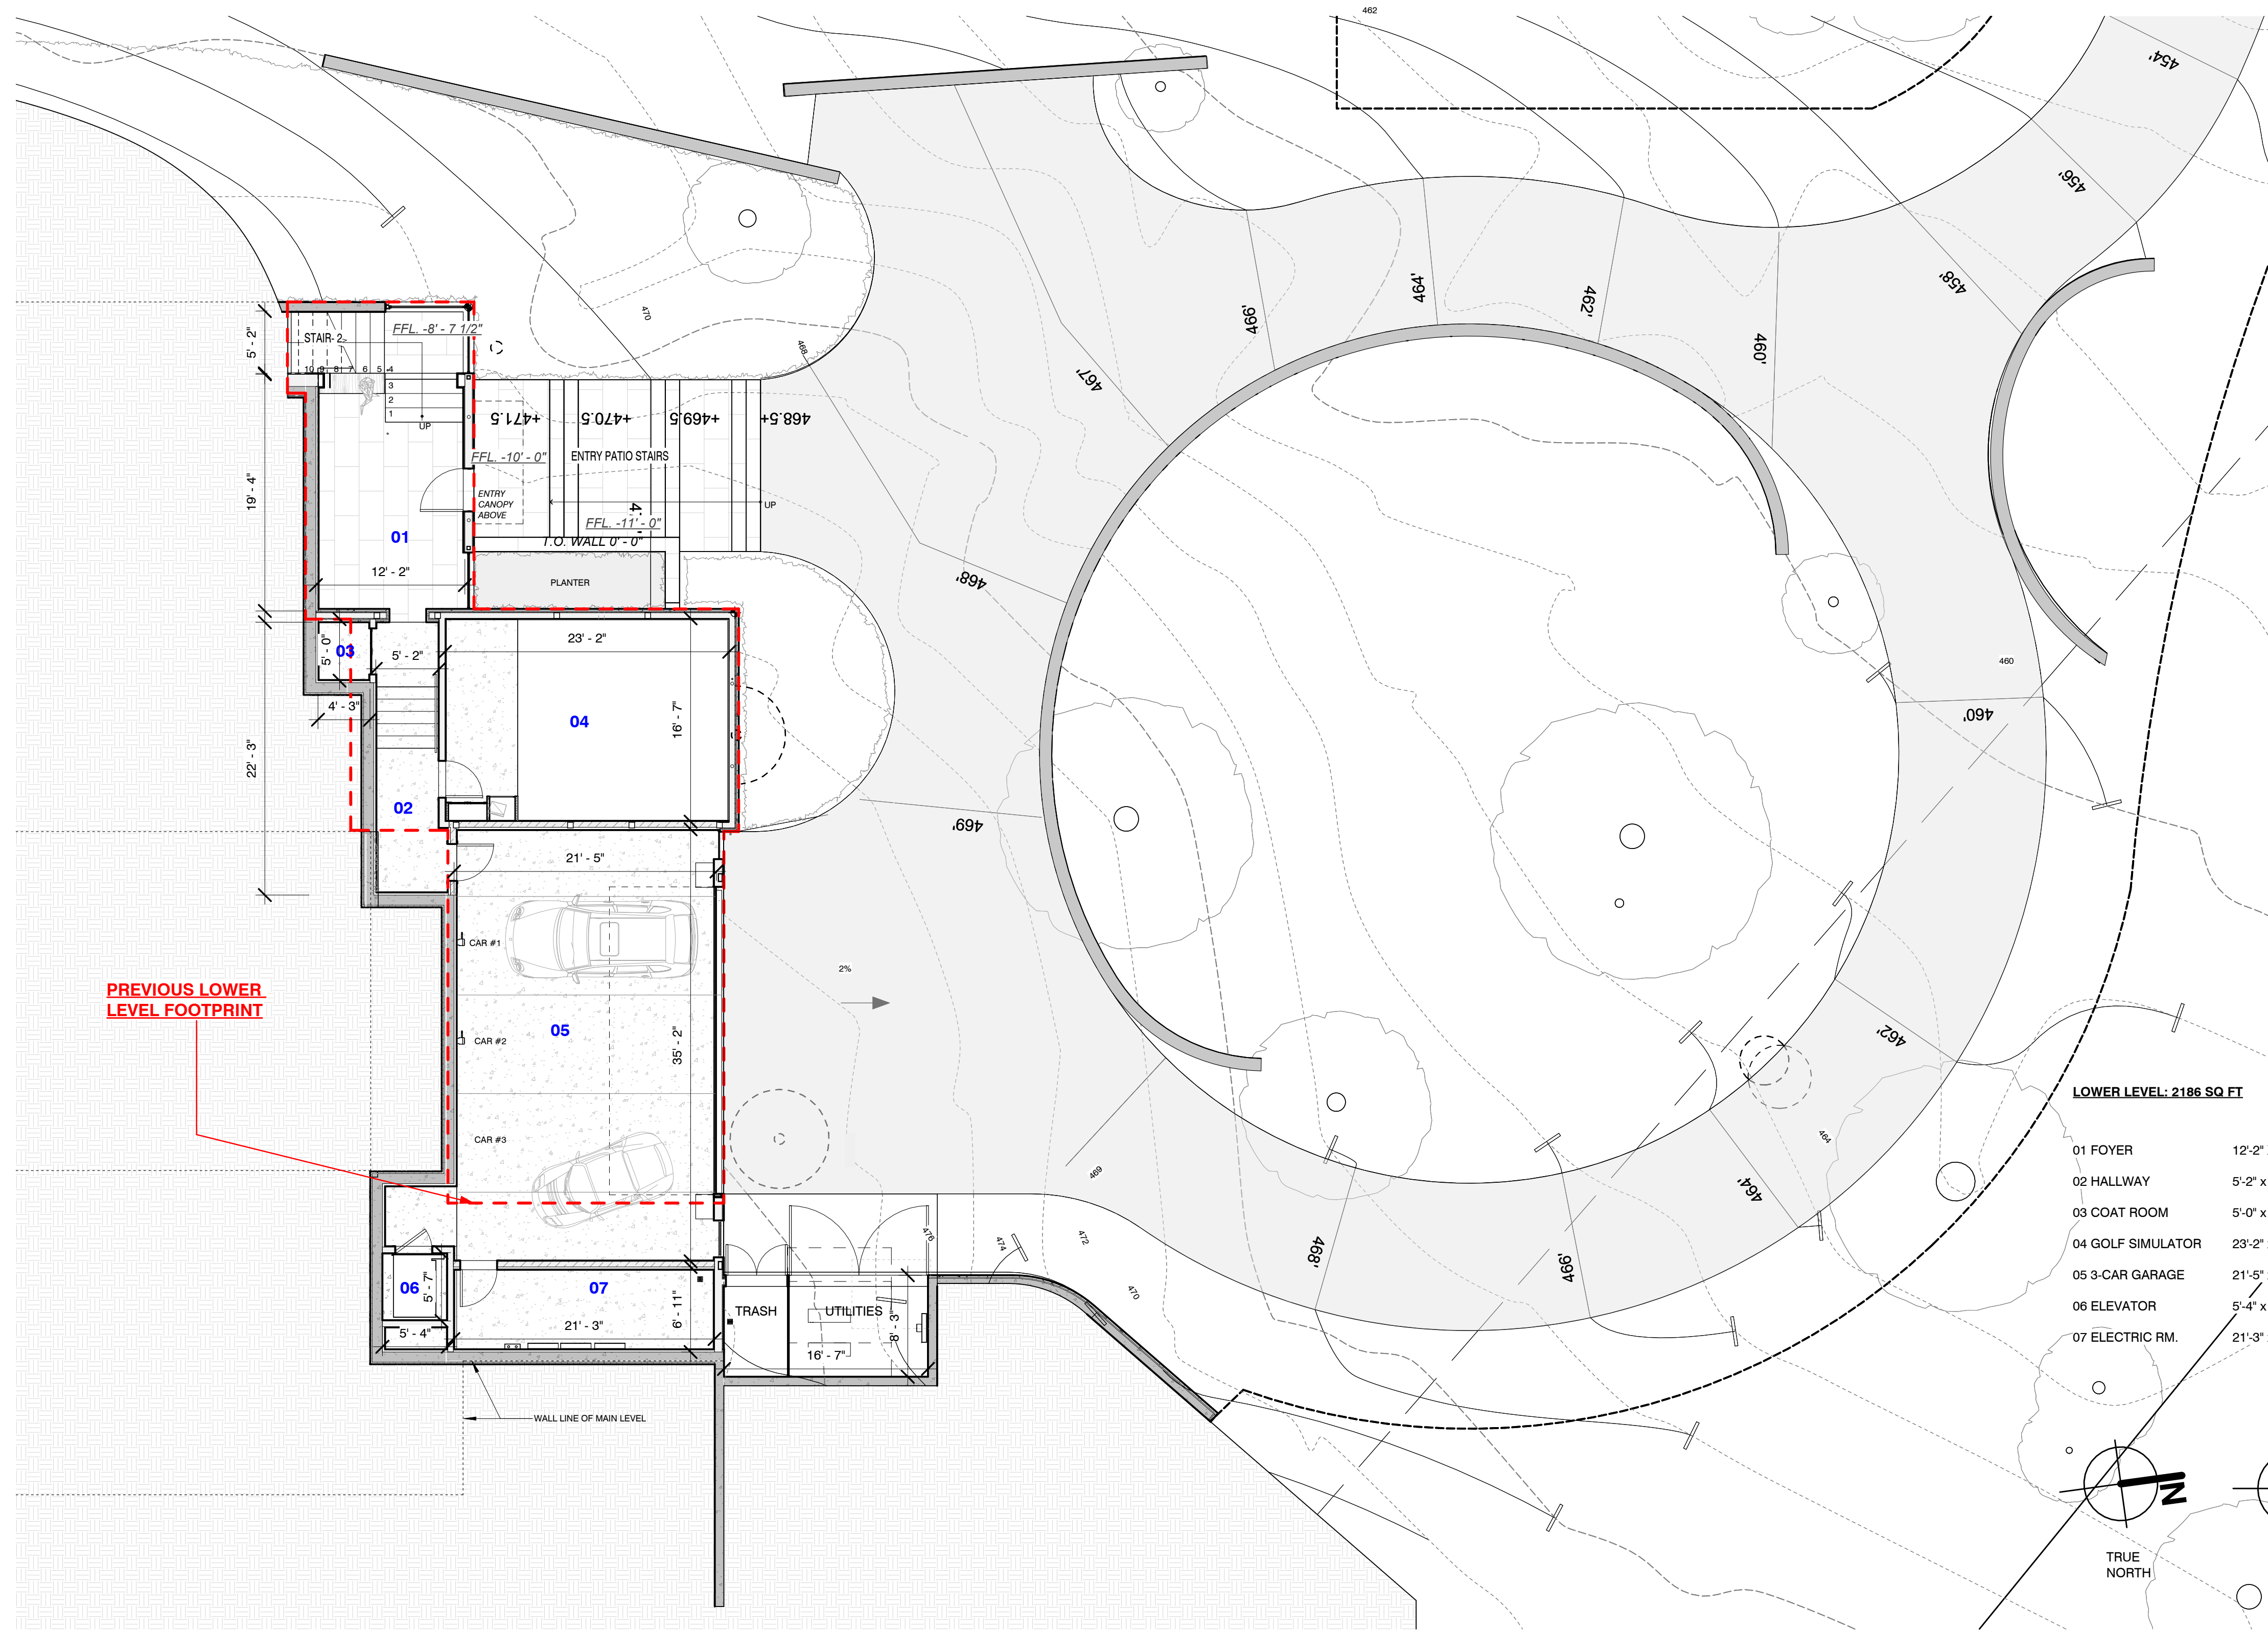 462
454'
456'
458'
460'
462'
464'
466'
467'
468'
469'
470
468
5' - 2"
STAIR- 2
FFL. -8' - 7 1/2"
10 9 8 7 6 5 4
3
2
1
UP
19' - 4"
+471.5
+470.5
+469.5
+468.5
FFL. -10' - 0"
ENTRY PATIO STAIRS
ENTRY
CANOPY
ABOVE
UP
4'
FFL. -11' - 0"
T.O. WALL 0' - 0"
PLANTER
01
12' - 2"
5' - 0"
03
5' - 2"
23' - 2"
4' - 3"
04
16' - 7"
22' - 3"
02
21' - 5"
CAR #1
2%
PREVIOUS LOWER
LEVEL FOOTPRINT
05
CAR #2
35' - 2"
CAR #3
06
5' - 7"
5' - 4"
07
21' - 3"
6' - 11"
TRASH
UTILITIES
8' - 3"
16' - 7"
WALL LINE OF MAIN LEVEL
476
474
472
470
469
468'
466'
464'
464
462'
460'
460
LOWER LEVEL: 2186 SQ FT
01 FOYER 12'-2"
02 HALLWAY 5'-2" x
03 COAT ROOM 5'-0" x
04 GOLF SIMULATOR 23'-2"
05 3-CAR GARAGE 21'-5"
06 ELEVATOR 5'-4" x
07 ELECTRIC RM. 21'-3"
N
TRUE
NORTH